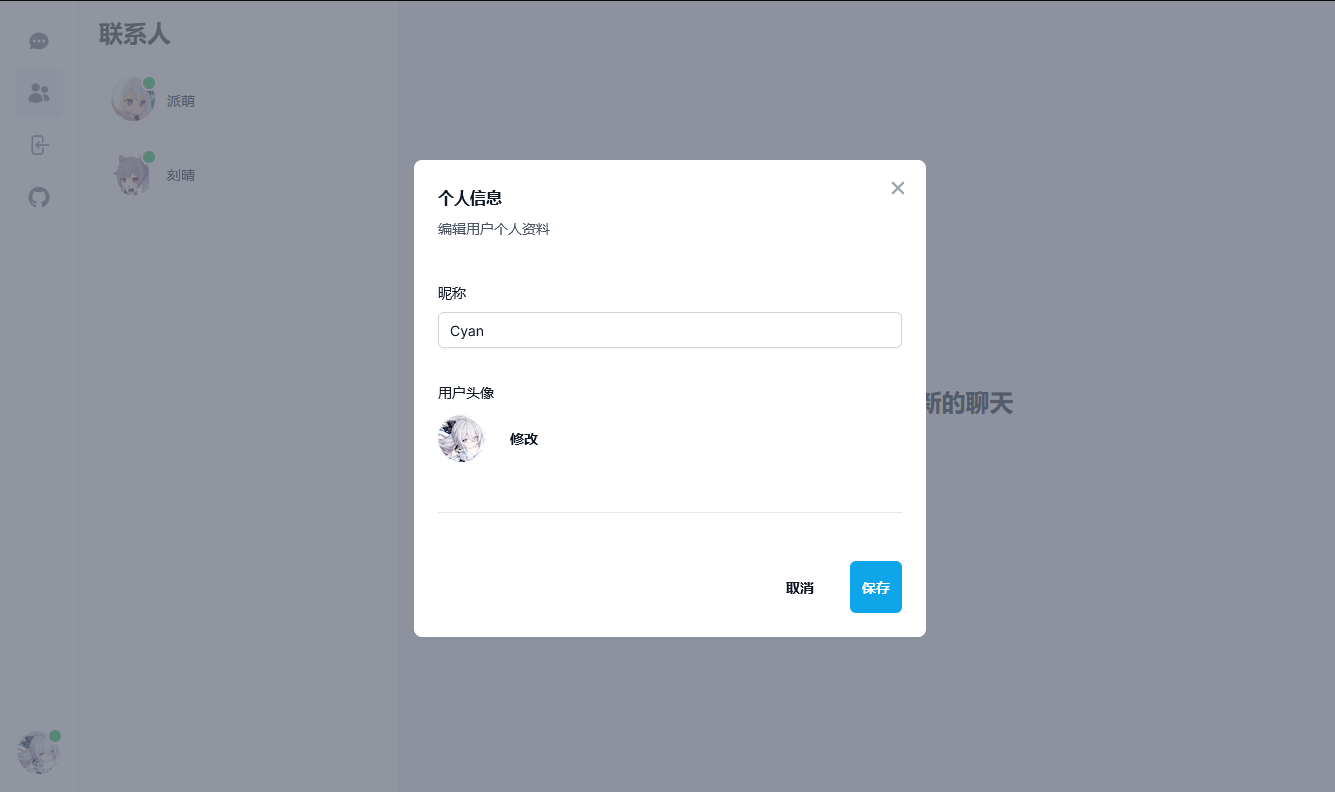 联系人
派萌
刻晴
个人信息
编辑用户个人资料
昵称
Cyan
用户头像
修改
新的聊天
取消
保存